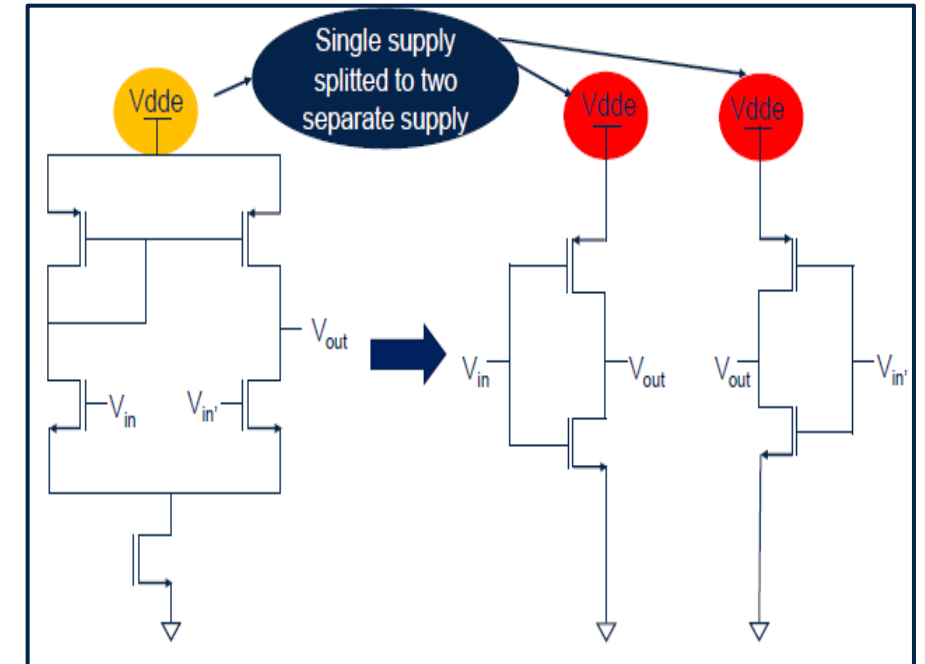 Single supply
splitted to two
separate supply
Vdde
Vdde
Vdde
Vout
Vin
Vin'
Vin
Vout
Vout
Vin'